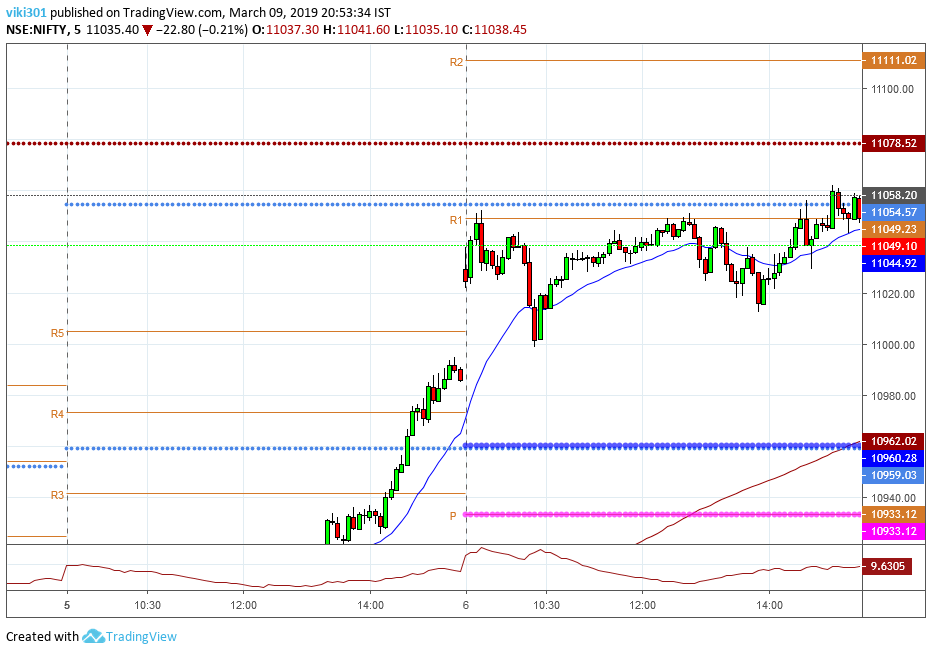 viki301 published on TradingView.com, March 09, 2019 20:53:34 IST
NSE:NIFTY, 5 11035.40 ▼ −22.80 (−0.21%) O:11037.30 H:11041.60 L:11035.10 C:11038.45
R2
11111.02
11100.00
11078.52
11058.20
11054.57
R1
11049.23
11049.10
11044.92
11020.00
R5
11000.00
10980.00
R4
10962.02
10960.28
10959.03
R3
10940.00
P
10933.12
10933.12
9.6305
5 10:30 12:00 14:00 6 10:30 12:00 14:00
Created with TradingView